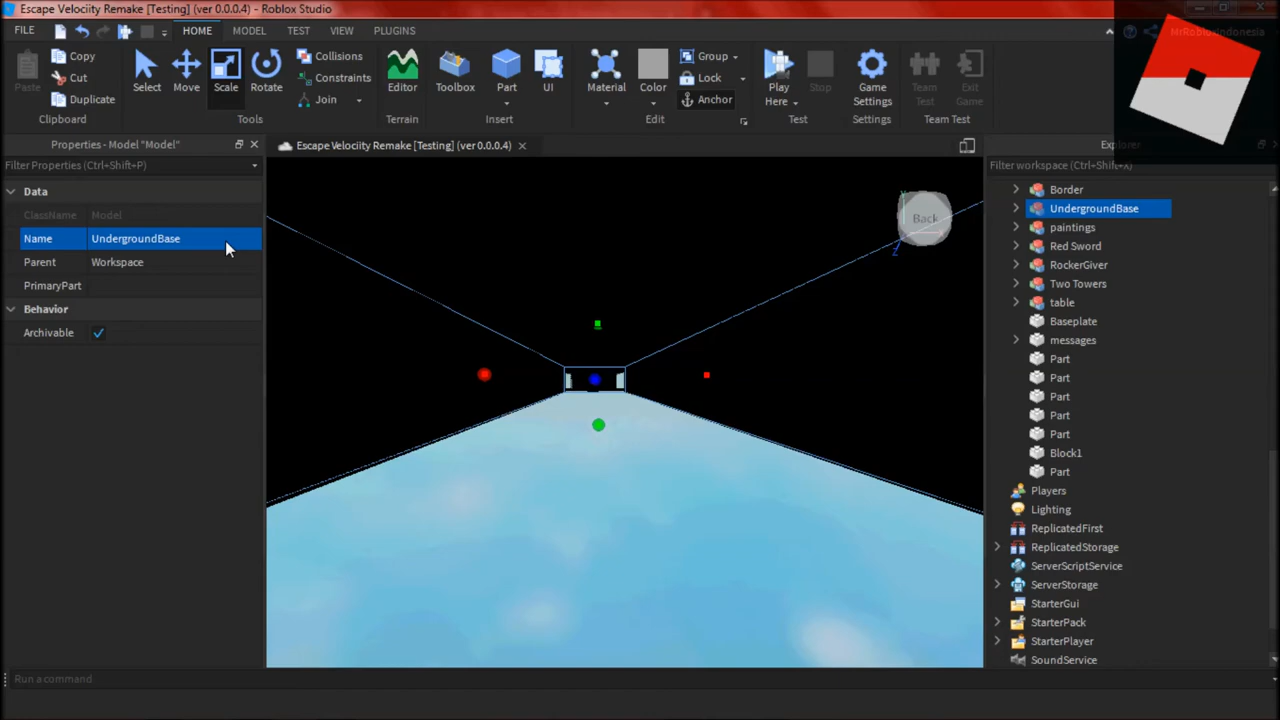 Escape Velociity Remake [Testing] (ver 0.0.0.4) - Roblox Studio
FILE HOME MODEL TEST VIEW PLUGINS MrRobloxIndonesia
Paste Copy Cut Duplicate Clipboard
Select Move Scale Rotate Collisions Constraints Join Tools
Editor Terrain
Toolbox Part UI Insert
Material Color Group Lock Anchor Edit
Play Here Stop Test
Game Settings Settings
Team Test Exit Game Team Test
Properties - Model "Model"
Filter Properties (Ctrl+Shift+P)
Data
ClassName Model
Name UndergroundBase
Parent Workspace
PrimaryPart
Behavior
Archivable
Escape Velociity Remake [Testing] (ver 0.0.0.4)
Back
Z
Explorer
Filter workspace (Ctrl+Shift+X)
Border
UndergroundBase
paintings
Red Sword
RockerGiver
Two Towers
table
Baseplate
messages
Part
Part
Part
Part
Part
Block1
Part
Players
Lighting
ReplicatedFirst
ReplicatedStorage
ServerScriptService
ServerStorage
StarterGui
StarterPack
StarterPlayer
SoundService
Run a command